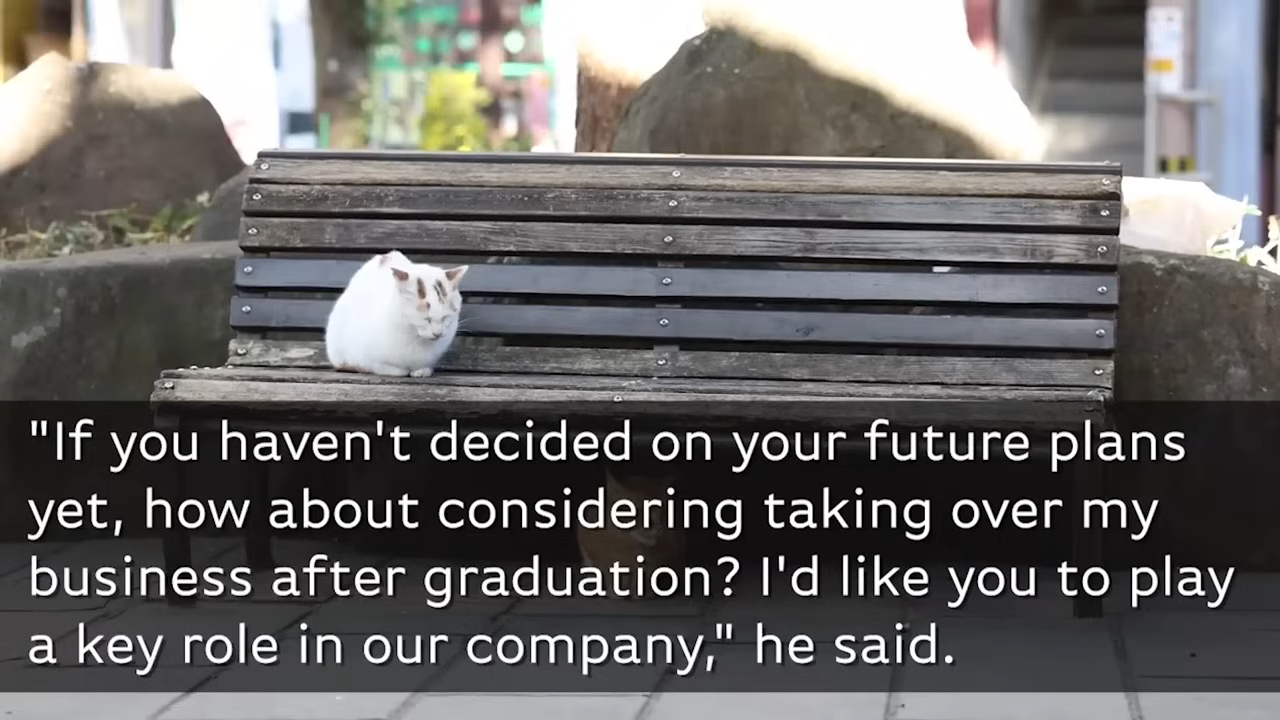 "If you haven't decided on your future plans
yet, how about considering taking over my
business after graduation? I'd like you to play
a key role in our company," he said.